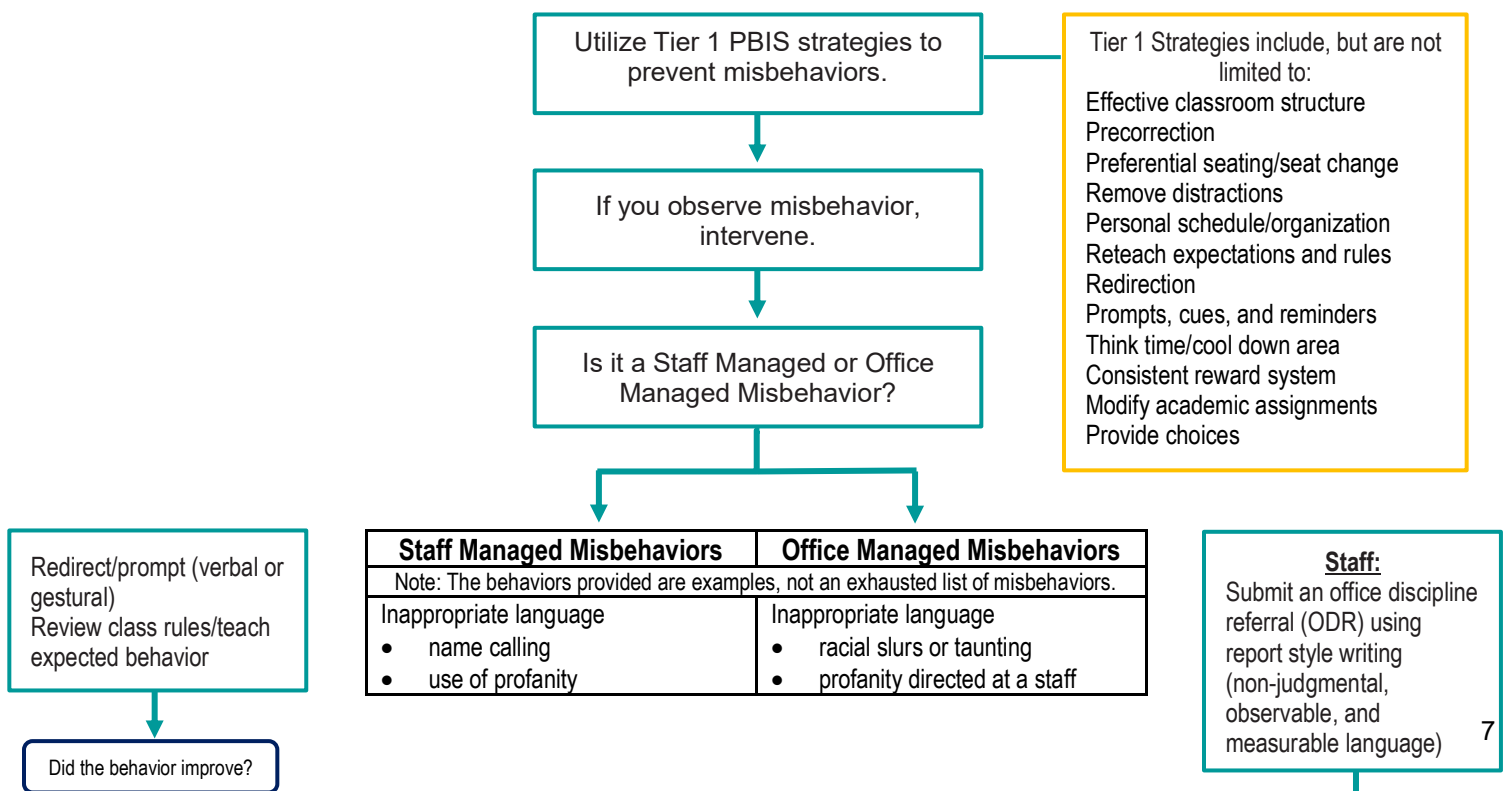 Utilize Tier 1 PBIS strategies to
prevent misbehaviors.
Tier 1 Strategies include, but are not
limited to:
Effective classroom structure
Precorrection
Preferential seating/seat change
Remove distractions
Personal schedule/organization
Reteach expectations and rules
Redirection
Prompts, cues, and reminders
Think time/cool down area
Consistent reward system
Modify academic assignments
Provide choices
If you observe misbehavior,
intervene.
Is it a Staff Managed or Office
Managed Misbehavior?
Redirect/prompt (verbal or
gestural)
Review class rules/teach
expected behavior
Did the behavior improve?
Staff Managed Misbehaviors
Office Managed Misbehaviors
Note: The behaviors provided are examples, not an exhausted list of misbehaviors.
Inappropriate language
• name calling
• use of profanity
Inappropriate language
• racial slurs or taunting
• profanity directed at a staff
Staff:
Submit an office discipline
referral (ODR) using
report style writing
(non-judgmental,
observable, and
measurable language)
7